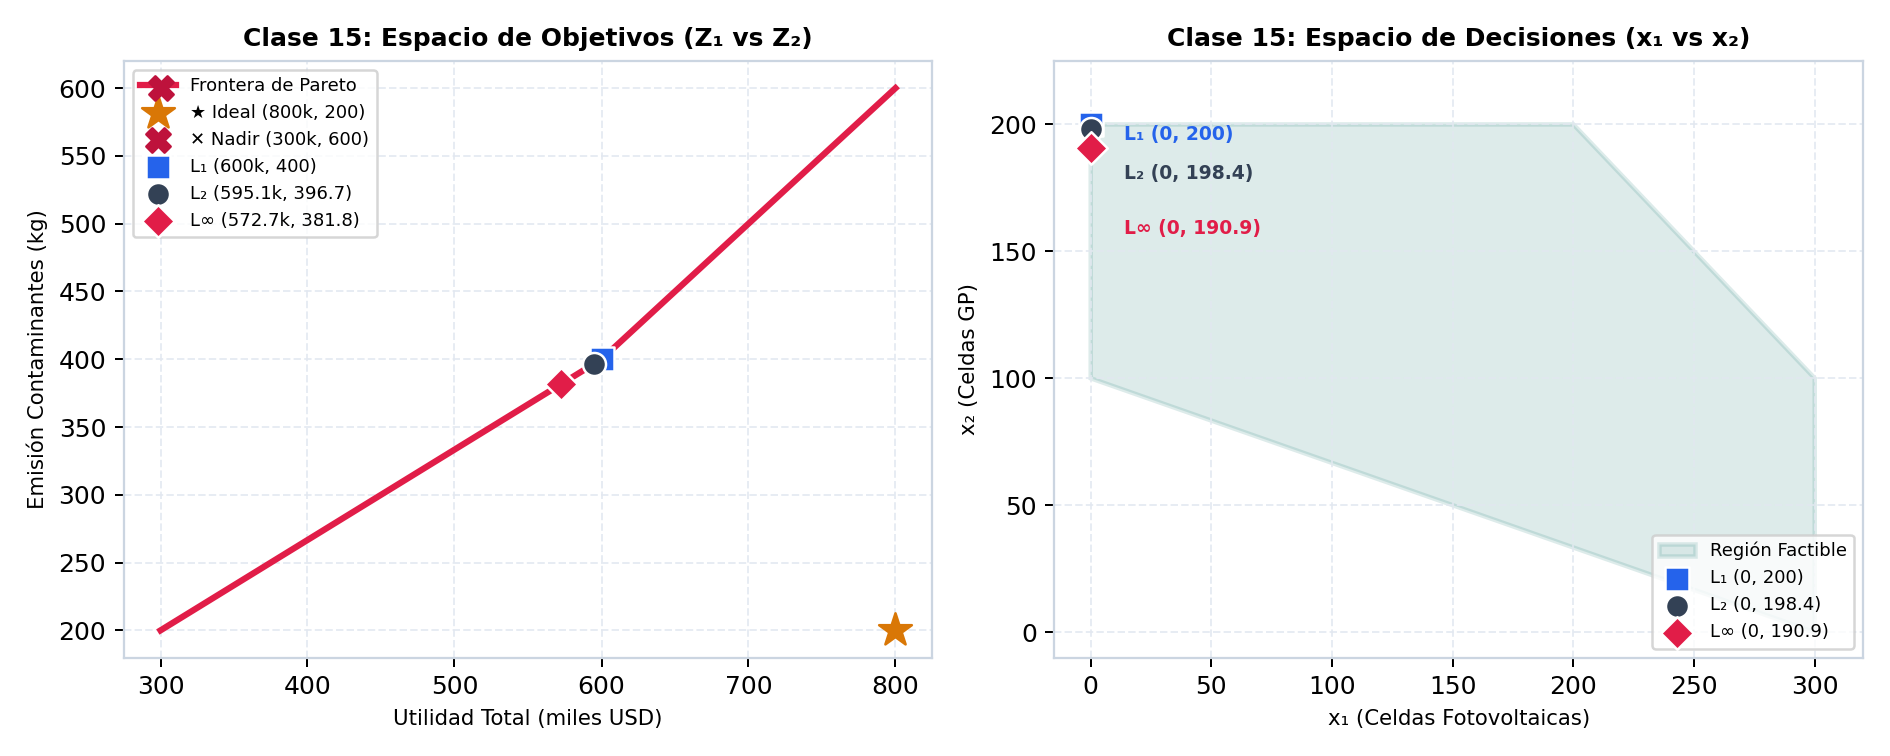 Clase 15: Espacio de Objetivos (Z₁ vs Z₂)
Frontera de Pareto
★ Ideal (800k, 200)
✕ Nadir (300k, 600)
L₁ (600k, 400)
L₂ (595.1k, 396.7)
L∞ (572.7k, 381.8)
600
550
500
450
400
350
300
250
200
Emisión Contaminantes (kg)
300 400 500 600 700 800
Utilidad Total (miles USD)
Clase 15: Espacio de Decisiones (x₁ vs x₂)
L₁ (0, 200)
L₂ (0, 198.4)
L∞ (0, 190.9)
200
150
100
50
0
x₂ (Celdas GP)
Región Factible
L₁ (0, 200)
L₂ (0, 198.4)
L∞ (0, 190.9)
0 50 100 150 200 250 300
x₁ (Celdas Fotovoltaicas)